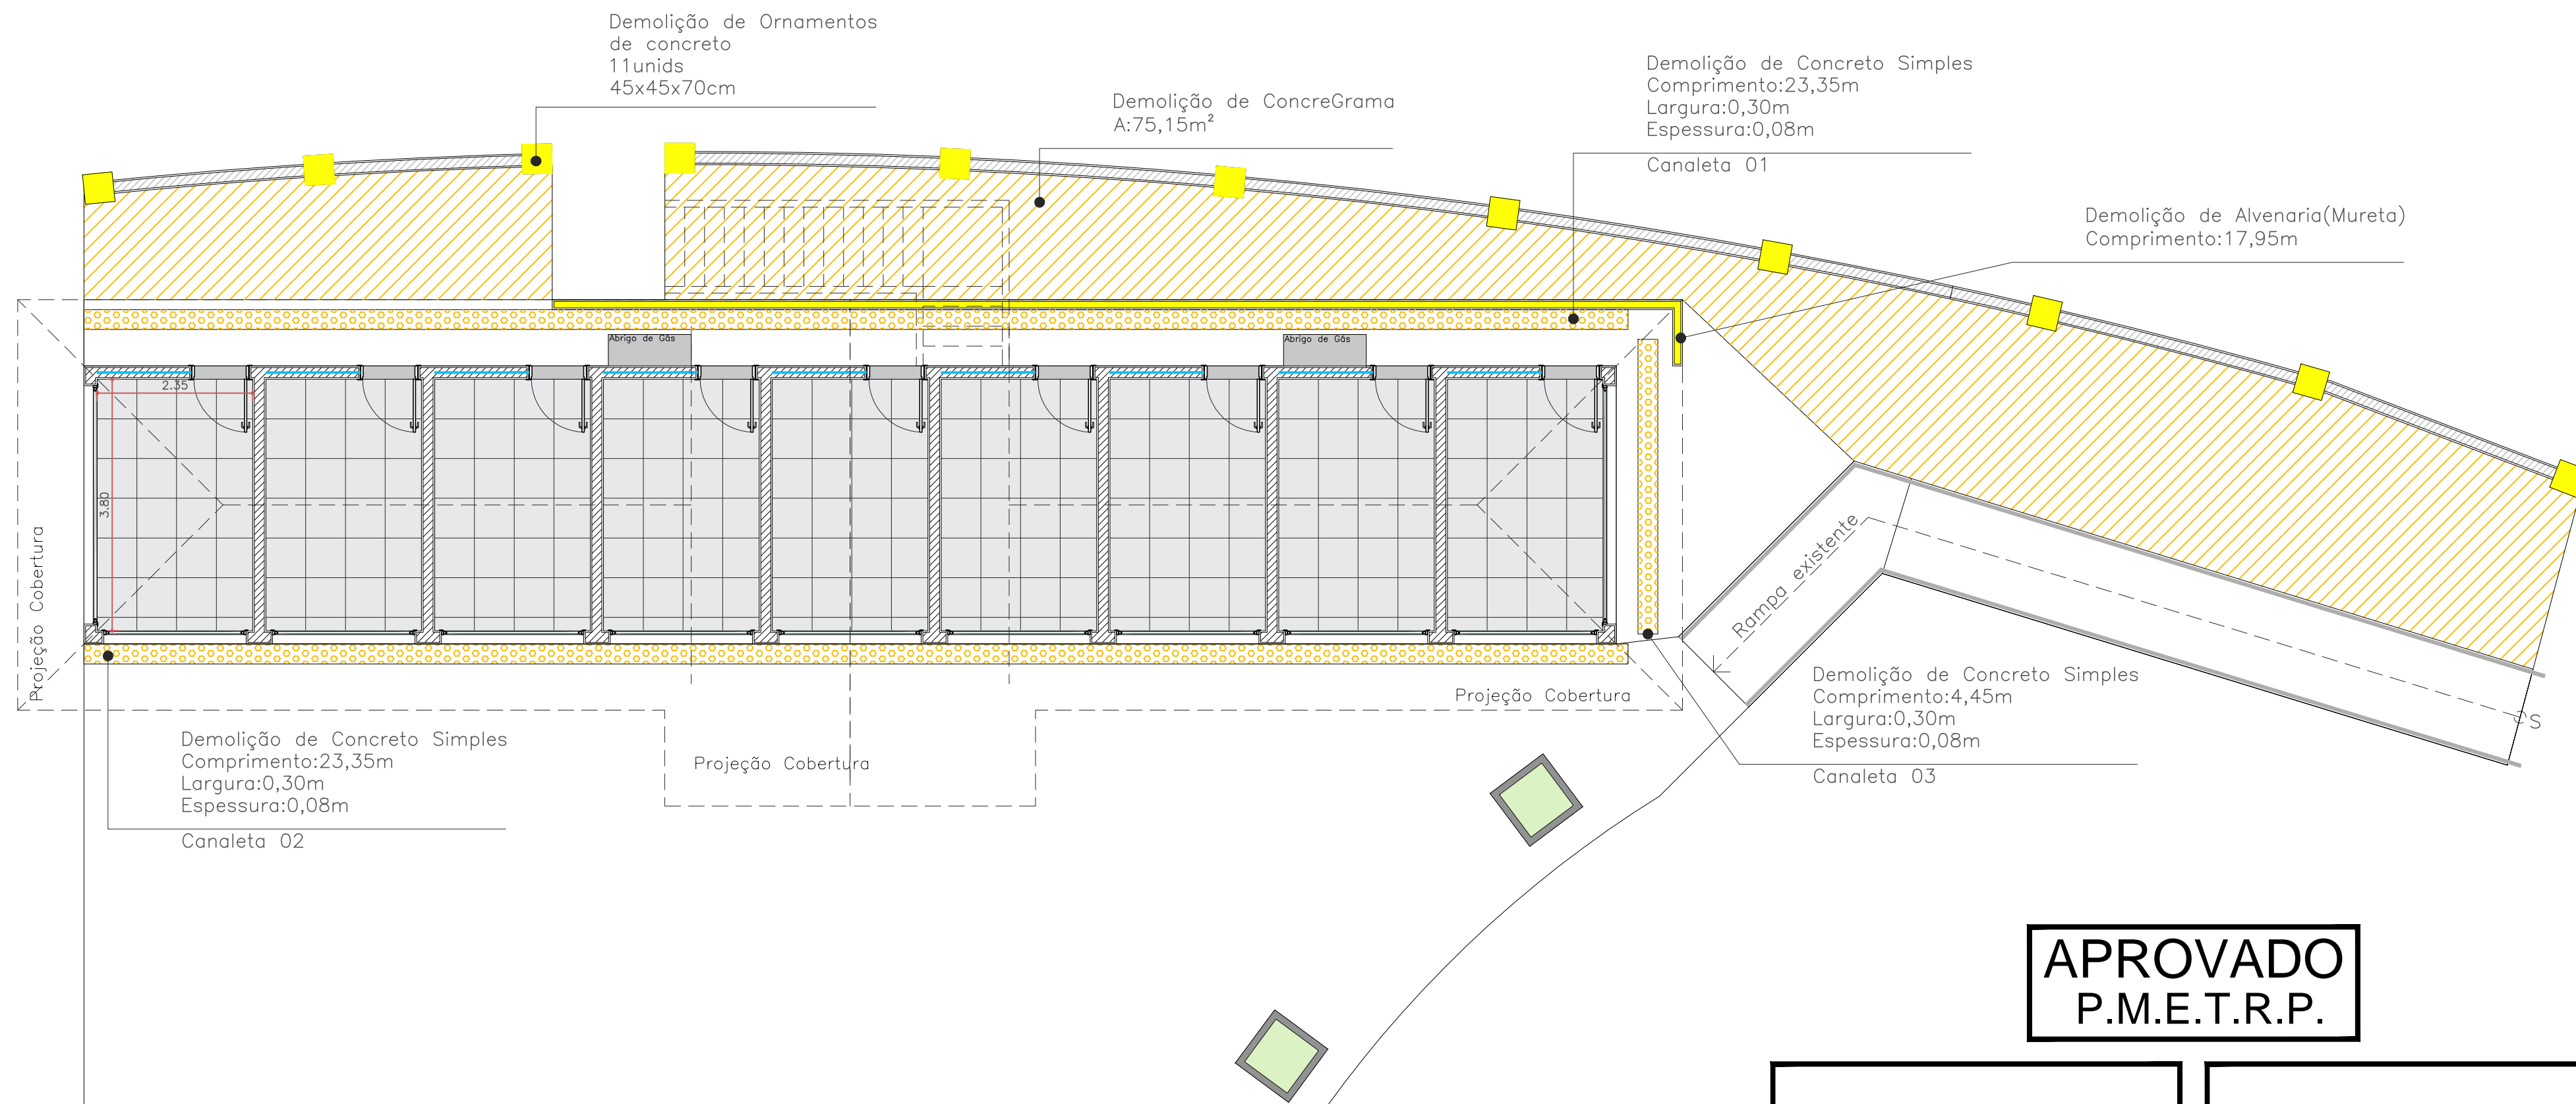 Demolição de Ornamentos
de concreto
11unids
45x45x70cm
Demolição de ConcreGrama
A:75,15m²
Demolição de Concreto Simples
Comprimento:23,35m
Largura:0,30m
Espessura:0,08m
Canaleta 01
Demolição de Alvenaria(Mureta)
Comprimento:17,95m
Abrigo de Gãs
Abrigo de Gãs
2.35
3.80
Projeção Cobertura
Rampa existente
S
Projeção Cobertura
Projeção Cobertura
Demolição de Concreto Simples
Comprimento:4,45m
Largura:0,30m
Espessura:0,08m
Canaleta 03
Demolição de Concreto Simples
Comprimento:23,35m
Largura:0,30m
Espessura:0,08m
Canaleta 02
APROVADO
P.M.E.T.R.P.